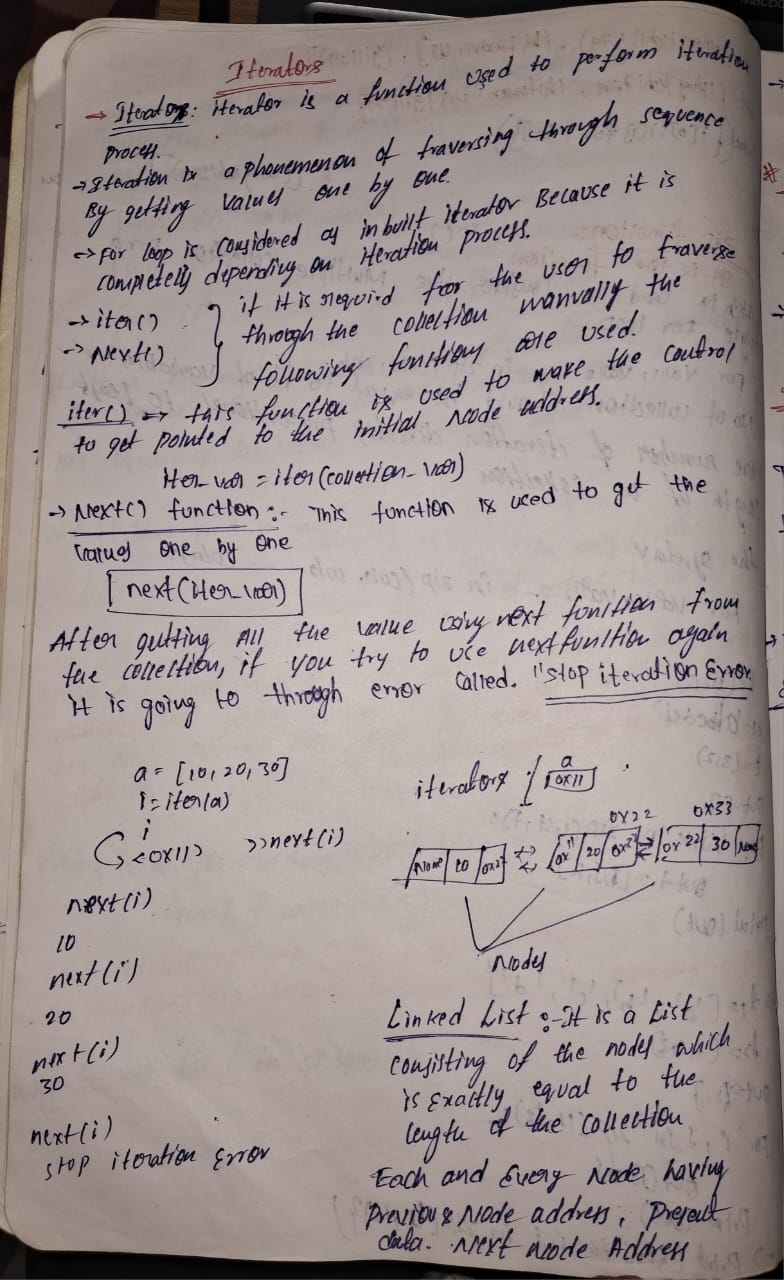 Iterators
→ Iterators: iterator is a function used to perform iteration
process.
→ Iteration is a phonemenon of traversing through sequence
By getting values one by one.
→ For loop is considered as inbuilt iterator Because it is
completely depending on iteration process.
→ iter()
→ Next()
} if it is requird for the user to traverse
through the collection manually the
following functions are used.
iter() → this function is used to make the control
to get pointed to the initial node address.
Iter_var = iter(collection_var)
→ Next() function :- This function is used to get the
values one by one
next(Iter_var)
After getting All the value using next function from
the collection, if you try to use next function again
it is going to through error called. "stop iteration Error
a = [10, 20, 30]
i = iter(a)
i
<0x11> >>next(i)
next(i)
10
next(i)
20
next(i)
30
next(i)
stop iteration Error
iterators { a
0x11
0x22 0x33
None 10 0x22 0x11 20 0x33 0x22 30 None
Nodes
Linked List :- It is a List
consisting of the nodes which
is Exactly equal to the
length of the collection
Each and Every Node having
previous Node address, present
data. Next node Address